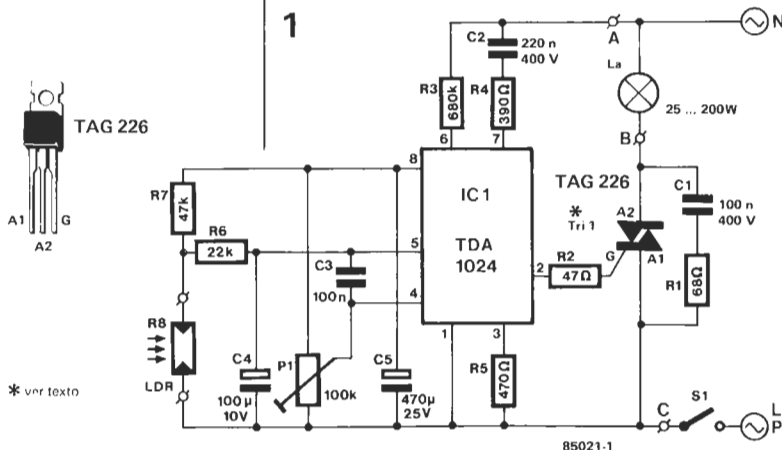 1
TAG 226
A1
A2
G
* ver texto
R7
47k
R6
22k
R8
LDR
C4
100µ
10V
P1
100k
C3
100n
C5
470µ
25V
R3
680k
C2
220 n
400 V
R4
390Ω
6
7
8
5
4
1
3
2
IC1
TDA
1024
R5
470Ω
R2
47Ω
TAG 226
*
Tri 1
A2
G
A1
A
La
25 ... 200W
B
C1
100 n
400 V
R1
68Ω
C
S1
N
L
P
85021-1